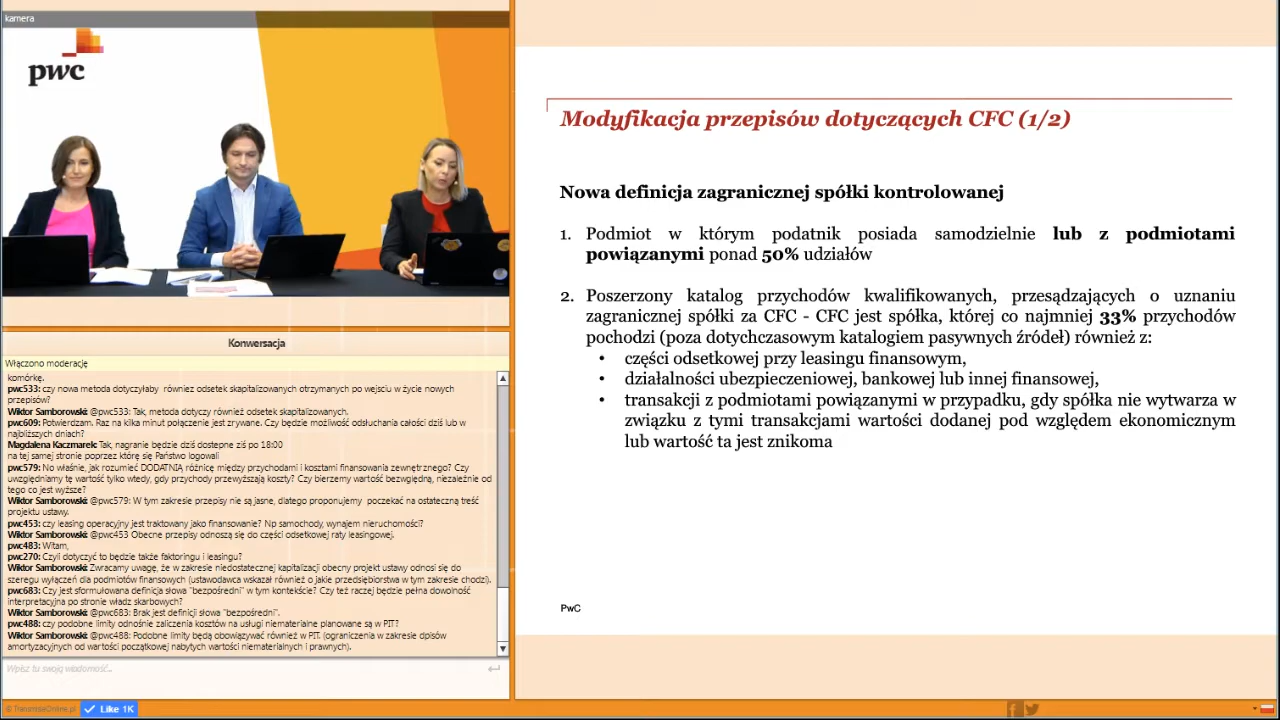 kamera
pwc
Konwersacja
Włączono moderację
komórkę.
pwc533: czy nowa metoda dotyczyłaby również odsetek skapitalizowanych otrzymanych po wejściu w życie nowych
przepisów?
Wiktor Samborowski: @pwc533: Tak, metoda dotyczy również odsetek skapitalizowanych.
pwc609: Potwierdzam. Raz na kilka minut połączenie jest zrywane. Czy będzie możliwość odsłuchania całości dziś lub w
najbliższych dniach?
Magdalena Kaczmarek: Tak, nagranie będzie dziś dostępne ziś po 18:00
na tej samej stronie poprzez którę się Państwo logowali
pwc579: No właśnie, jak rozumieć DODATNIĄ różnicę między przychodami i kosztami finansowania zewnętrznego? Czy
uwzględniamy tę wartość tylko wtedy, gdy przychody przewyższają koszty? Czy bierzemy wartość bezwględną, niezależnie od
tego co jest wyższe?
Wiktor Samborowski: @pwc579: W tym zakresie przepisy nie są jasne, dlatego proponujemy poczekać na ostateczną treść
projektu ustawy.
pwc453: czy leasing operacyjny jest traktowany jako finansowanie? Np samochody, wynajem nieruchomości?
Wiktor Samborowski: @pwc453 Obecne przepisy odnoszą się do części odsetkowej raty leasingowej.
pwc483: Witam,
pwc270: Czyli dotyczyć to będzie także faktoringu i leasingu?
Wiktor Samborowski: Zwracamy uwagę, że w zakresie niedostatecznej kapitalizacji obecny projekt ustawy odnosi się do
szeregu wyłączeń dla podmiotów finansowych (ustawodawca wskazał również o jakie przedsiębiorstwa w tym zakresie chodzi).
pwc683: Czy jest sformułowana definicja słowa "bezpośredni" w tym kontekście? Czy też raczej będzie pełna dowolność
interpretacyjna po stronie władz skarbowych?
Wiktor Samborowski: @pwc683: Brak jest definicji słowa "bezpośredni".
pwc488: czy podobne limity odnośnie zaliczenia kosztów na usługi niematerialne planowane są w PIT?
Wiktor Samborowski: @pwc488: Podobne limity będą obowiązywać również w PIT. (ograniczenia w zakresie dpisów
amortyzacyjnych od wartości początkowej nabytych wartości niematerialnych i prawnych).
Wpisz tu swoją wiadomość...
© TransmisjaOnline.pl
Like 1K
Modyfikacja przepisów dotyczących CFC (1/2)
Nowa definicja zagranicznej spółki kontrolowanej
1. Podmiot w którym podatnik posiada samodzielnie lub z podmiotami
powiązanymi ponad 50% udziałów
2. Poszerzony katalog przychodów kwalifikowanych, przesądzających o uznaniu
zagranicznej spółki za CFC - CFC jest spółka, której co najmniej 33% przychodów
pochodzi (poza dotychczasowym katalogiem pasywnych źródeł) również z:
• części odsetkowej przy leasingu finansowym,
• działalności ubezpieczeniowej, bankowej lub innej finansowej,
• transakcji z podmiotami powiązanymi w przypadku, gdy spółka nie wytwarza w
związku z tymi transakcjami wartości dodanej pod względem ekonomicznym
lub wartość ta jest znikoma
PwC